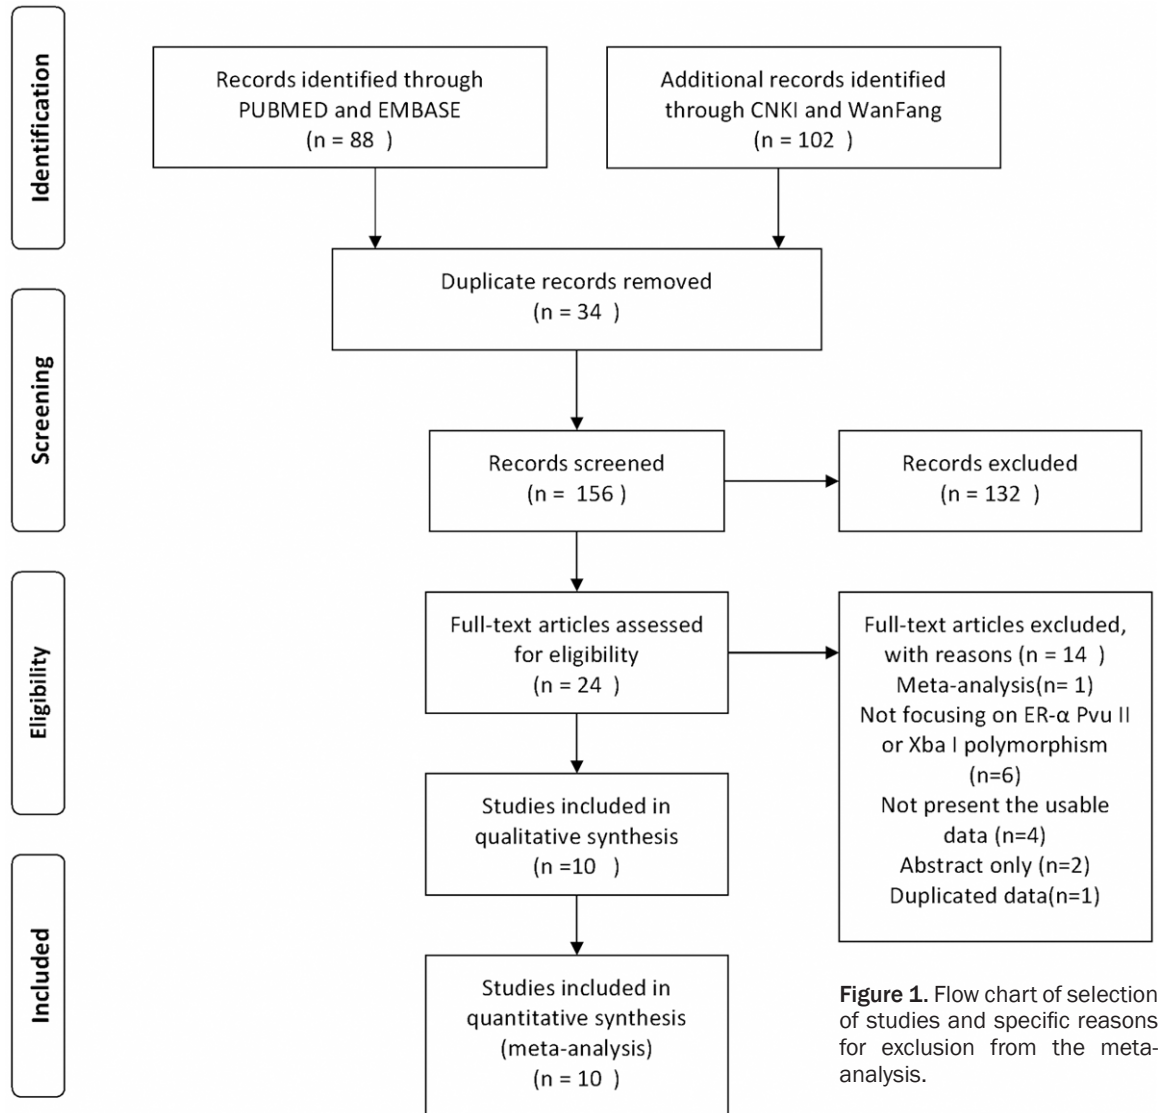 Identification
Records identified through
PUBMED and EMBASE
(n = 88 )
Additional records identified
through CNKI and WanFang
(n = 102 )
Duplicate records removed
(n = 34 )
Screening
Records screened
(n = 156 )
Records excluded
(n = 132 )
Eligibility
Full-text articles assessed
for eligibility
(n = 24 )
Full-text articles excluded,
with reasons (n = 14 )
Meta-analysis(n= 1)
Not focusing on ER-α Pvu II
or Xba I polymorphism
(n=6)
Not present the usable
data (n=4)
Abstract only (n=2)
Duplicated data(n=1)
Studies included in
qualitative synthesis
(n =10 )
Included
Studies included in
quantitative synthesis
(meta-analysis)
(n = 10 )
Figure 1. Flow chart of selection
of studies and specific reasons
for exclusion from the meta-
analysis.